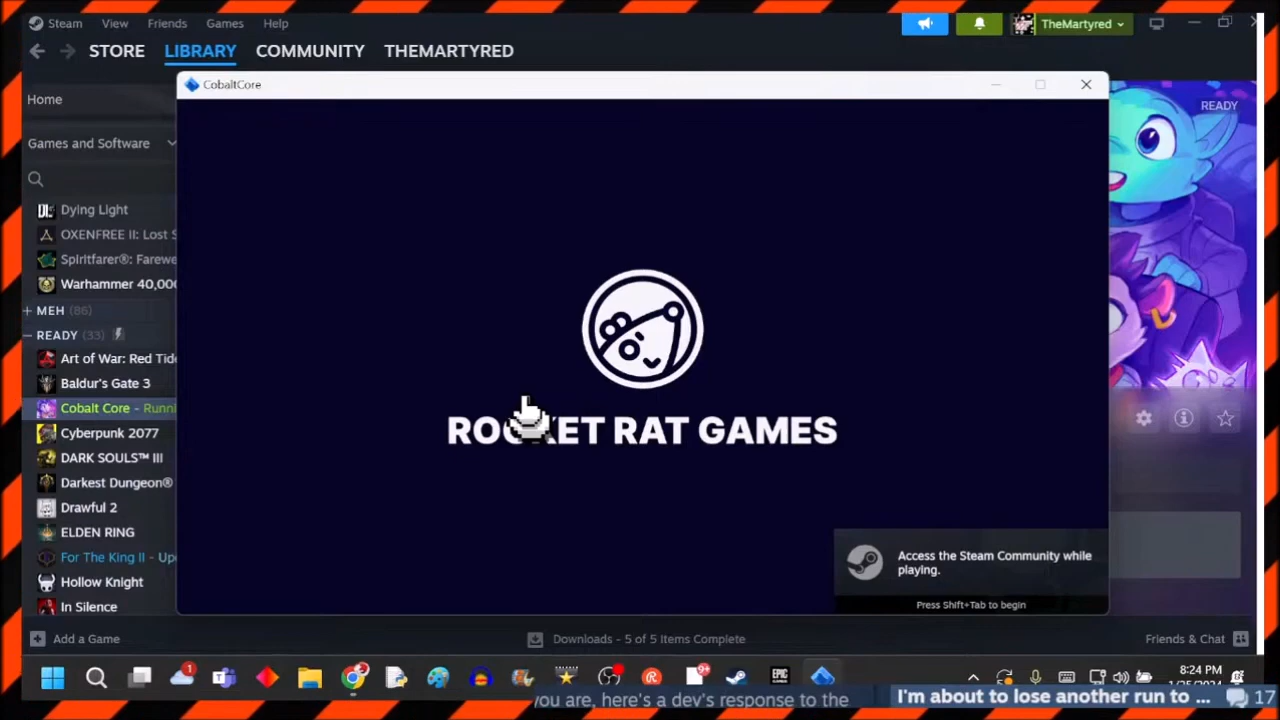 Steam View Friends Games Help TheMartyred
STORE LIBRARY COMMUNITY THEMARTYRED
CobaltCore
Home
READY
Games and Software
Dying Light
OXENFREE II: Lost S
Spiritfarer®: Farewe
Warhammer 40,00
+ MEH (86)
– READY (33)
Art of War: Red Tide
Baldur's Gate 3
Cobalt Core - Runni
Cyberpunk 2077
DARK SOULS™ III
Darkest Dungeon®
Drawful 2
ELDEN RING
For The King II - Up
Hollow Knight
In Silence
ROCKET RAT GAMES
Access the Steam Community while
playing.
Press Shift+Tab to begin
Add a Game Downloads - 5 of 5 Items Complete Friends & Chat
1 9+ EPIC 8:24 PM
you are, here's a dev's response to the I'm about to lose another run to ... 17